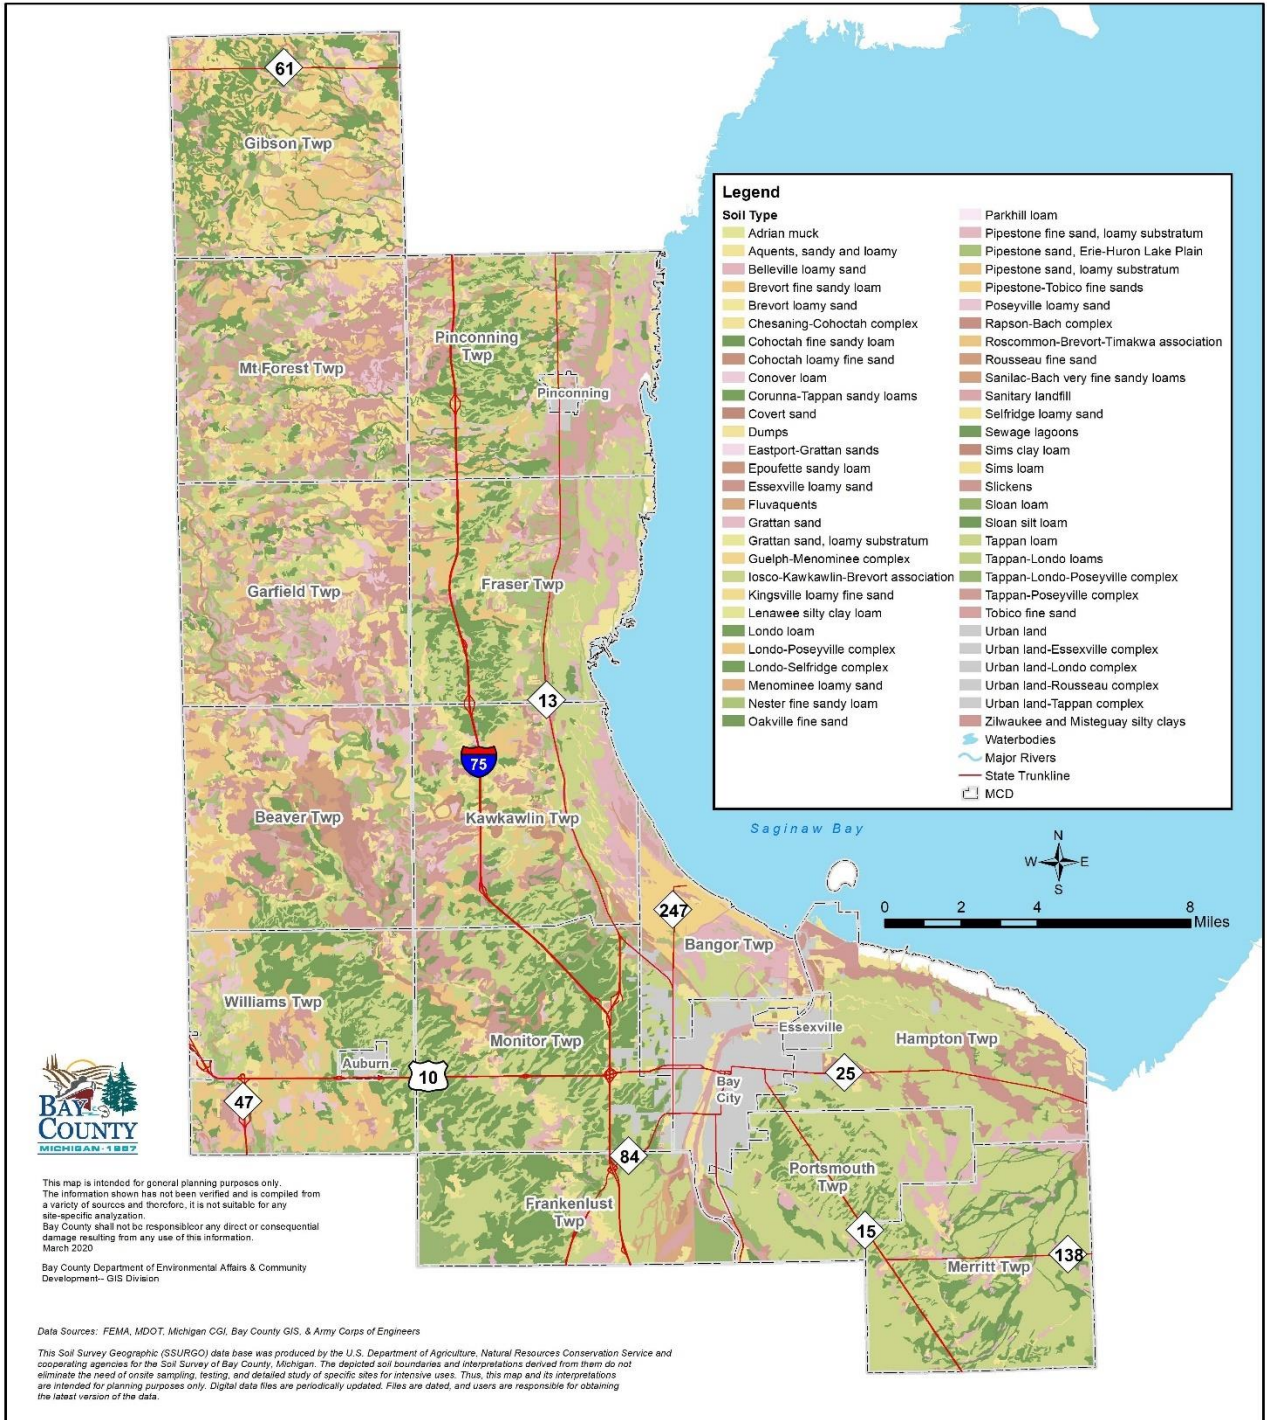 61
Gibson Twp
Mt Forest Twp
Pinconning
Twp
Pinconning
Garfield Twp
Fraser Twp
13
75
Beaver Twp
Kawkawlin Twp
247
Bangor Twp
Williams Twp
Monitor Twp
Essexville
Hampton Twp
Auburn
10
25
Bay
City
47
84
Portsmouth
Twp
Frankenlust
Twp
15
138
Merritt Twp
Legend
Soil Type
Adrian muck
Aquents, sandy and loamy
Belleville loamy sand
Brevort fine sandy loam
Brevort loamy sand
Chesaning-Cohoctah complex
Cohoctah fine sandy loam
Cohoctah loamy fine sand
Conover loam
Corunna-Tappan sandy loams
Covert sand
Dumps
Eastport-Grattan sands
Epoufette sandy loam
Essexville loamy sand
Fluvaquents
Grattan sand
Grattan sand, loamy substratum
Guelph-Menominee complex
Iosco-Kawkawlin-Brevort association
Kingsville loamy fine sand
Lenawee silty clay loam
Londo loam
Londo-Poseyville complex
Londo-Selfridge complex
Menominee loamy sand
Nester fine sandy loam
Oakville fine sand
Parkhill loam
Pipestone fine sand, loamy substratum
Pipestone sand, Erie-Huron Lake Plain
Pipestone sand, loamy substratum
Pipestone-Tobico fine sands
Poseyville loamy sand
Rapson-Bach complex
Roscommon-Brevort-Timakwa association
Rousseau fine sand
Sanilac-Bach very fine sandy loams
Sanitary landfill
Selfridge loamy sand
Sewage lagoons
Sims clay loam
Sims loam
Slickens
Sloan loam
Sloan silt loam
Tappan loam
Tappan-Londo loams
Tappan-Londo-Poseyville complex
Tappan-Poseyville complex
Tobico fine sand
Urban land
Urban land-Essexville complex
Urban land-Londo complex
Urban land-Rousseau complex
Urban land-Tappan complex
Zilwaukee and Misteguay silty clays
Waterbodies
Major Rivers
State Trunkline
MCD
Saginaw Bay
N
W E
S
0 2 4 8
Miles
BAY
COUNTY
MICHIGAN · 1857
This map is intended for general planning purposes only.
The information shown has not been verified and is compiled from
a variety of sources and therefore, it is not suitable for any
site-specific analyzation.
Bay County shall not be responsibleor any direct or consequential
damage resulting from any use of this information.
March 2020
Bay County Department of Environmental Affairs & Community
Development-- GIS Division
Data Sources: FEMA, MDOT, Michigan CGI, Bay County GIS, & Army Corps of Engineers
This Soil Survey Geographic (SSURGO) data base was produced by the U.S. Department of Agriculture, Natural Resources Conservation Service and
cooperating agencies for the Soil Survey of Bay County, Michigan. The depicted soil boundaries and interpretations derived from them do not
eliminate the need of onsite sampling, testing, and detailed study of specific sites for intensive uses. Thus, this map and its interpretations
are intended for planning purposes only. Digital data files are periodically updated. Files are dated, and users are responsible for obtaining
the latest version of the data.